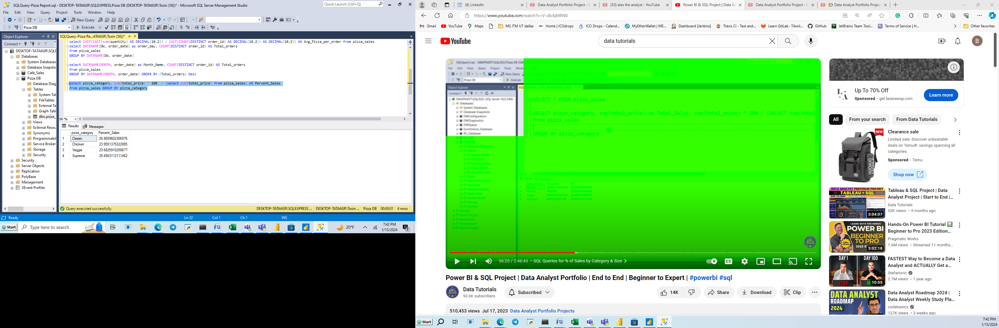 SQLQuery-Pizza Report.sql - DESKTOP-TATA6GR\SQLEXPRESS.Pizza DB (DESKTOP-TATA6GR\Tosin (56))* - Microsoft SQL Server Management Studio
Quick Launch (Ctrl+Q)
File Edit View Query Project Tools Window Help
New Query
Pizza DB
Execute
Object Explorer
Connect
DESKTOP-TATA6GR\SQLE
Databases
System Databases
Database Snapsho
Café_Sales
Pizza DB
Database Diag
Tables
System Tal
FileTables
External Ta
Graph Tabl
dbo.pizza_
Views
External Resou
Synonyms
Programmabil
Service Broker
Storage
Security
Security
Server Objects
Replication
PolyBase
Management
XEvent Profiler
SQLQuery-Pizza Re...ATA6GR\Tosin (56))*
select CAST(CAST(sum(quantity) AS DECIMAL(10,2)) / CAST(COUNT(DISTINCT order_id) AS DECIMAL(10,2)) AS DECIMAL(10,2)) AS Avg_Pizza_per_order from pizza_sales
select DATENAME(DW, order_date) as order_day, COUNT(DISTINCT order_id) AS Total_orders
from pizza_sales
GROUP BY DATENAME(DW, order_date)
select DATENAME(MONTH, order_date) as Month_Name, COUNT(DISTINCT order_id) AS Total_orders
from pizza_sales
GROUP BY DATENAME(MONTH, order_date) ORDER BY (Total_orders) Desc
select pizza_category, sum(total_price) * 100 / (select sum(total_price) from pizza_sales) AS Percent_Sales
from pizza_sales GROUP BY pizza_category
90 %
Results Messages
pizza_category Percent_Sales
1 Classic 26.9059602306976
2 Chicken 23.9551375322885
3 Veggie 23.6825910258677
4 Supreme 25.4563112111462
Query executed successfully.
DESKTOP-TATA6GR\SQLEXPRESS ... DESKTOP-TATA6GR\Tosin ... Pizza DB 00:00:01 4 rows
Ready Ln 22 Col 1 Ch 1 INS
Start Type here to search 20°F 7:42 PM
1/15/2024
2
(6) LinkedIn
Data Analyst Portfolio Project - C
(53) alex the analyst - YouTube
Power BI & SQL Project | Data An
Data Analyst Portfolio Project - C
Data Analyst Portfolio Project
https://www.youtube.com/watch?v=V-s8c6jMRN0
Gmail YouTube Maps MS ITM UT dallas Home | ICOdrops ICO Drops - Calend... MyEtherWallet | ME... Dashboard [Jenkins] Travis CI - Test and... Learn GitLab · Tikwil... GitHub JetBrains Team Tool... Terms of Service | H... Other favorites
YouTube
data tutorials
B
SQLQuery1.sql - SWAPNJEET\SQL2022.Pizza DB (SW
File Edit View Query Project Tools Windo
New Query
Pizza DB
Execute
Object Explorer
Connect
SWAPNJEET\SQL2022 (SQL Server 16.0.1000 -
Databases
System Databases
Database Snapshots
DWConfiguration
DWDiagnostics
DWQueue
Ecommerce_Database
IPL_Database
SELECT * FROM pizza_sales
SELECT pizza_category, sum(total_price) as Total_Sales, sum(total_price) * 100 / (SELECT sum(total
from pizza_sales
GROUP BY pizza_category
56:20 / 2:46:43 • SQL Queries for % of Sales by Category & Size
CC
Power BI & SQL Project | Data Analyst Portfolio | End to End | Beginner to Expert | #powerbi #sql
Data Tutorials
93.6K subscribers
Subscribed
14K
Share
Download
Clip
510,453 views Jul 17, 2023 Data Analyst Portfolio Projects
L - A
Up To 70% Off
Sponsored · get.laseraway.com
Learn more
All From your search From Data Tutorials
NEW
Clearance sale
Limited sale. Discover unbeatable
deals on Temu®: savings spanning all
categories.
Sponsored · Temu
Shop now
DATA ANALYST PORTFOLIO PROJECT
TABLEAU + SQL
END TO END FOR BEGINEERS
3:04:07
Tableau & SQL Project | Data
Analyst Project | Start to End |...
Data Tutorials
53K views • 5 months ago
LEARN WITH THE NERDS
POWER BI
BEGINNER
TO PRO
2023 E
1.6M+ VIEWS
3:02:18
Hands-On Power BI Tutorial
Beginner to Pro 2023 Edition...
Pragmatic Works
1.6M views • Streamed 11 months...
DAY 1 DAY 100
ZERO
10:55
FASTEST Way to Become a Data
Analyst and ACTUALLY Get a...
Stefanovic
2.7M views • 1 year ago
DATA ANALYST
ROADMAP
2024
Data Analyst Roadmap 2024 |
Data Analyst Weekly Study Pla...
codebasics
127K views • 3 weeks ago
Start
7:42 PM
1/15/2024